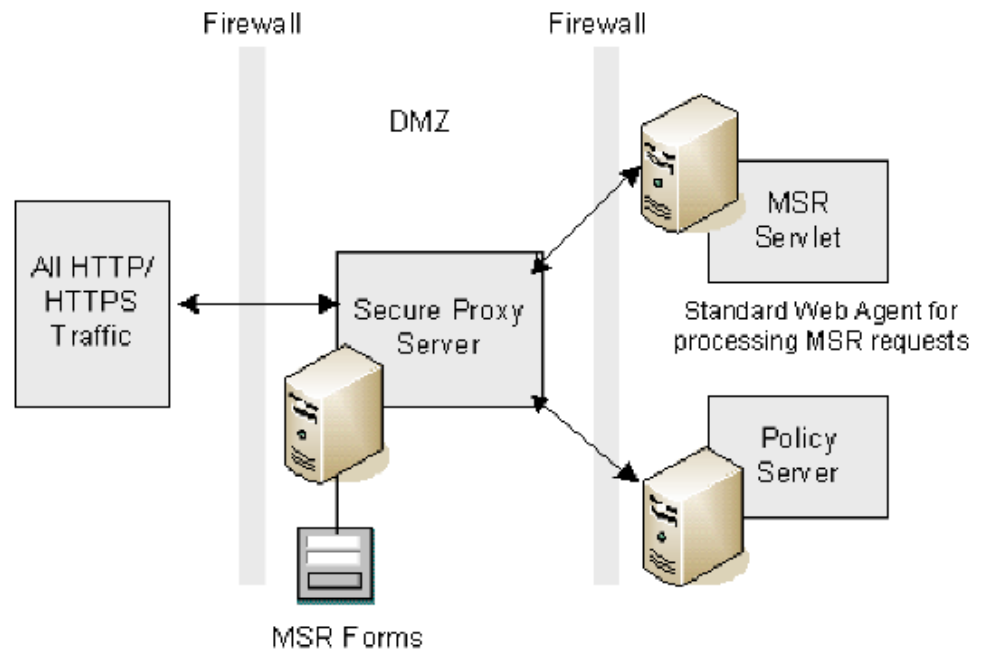 Firewall
Firewall
DMZ
MSR
Servlet
All HTTP/
HTTPS
Traffic
Secure Proxy
Server
Standard Web Agent for
processing MSR requests
Policy
Server
MSR Forms